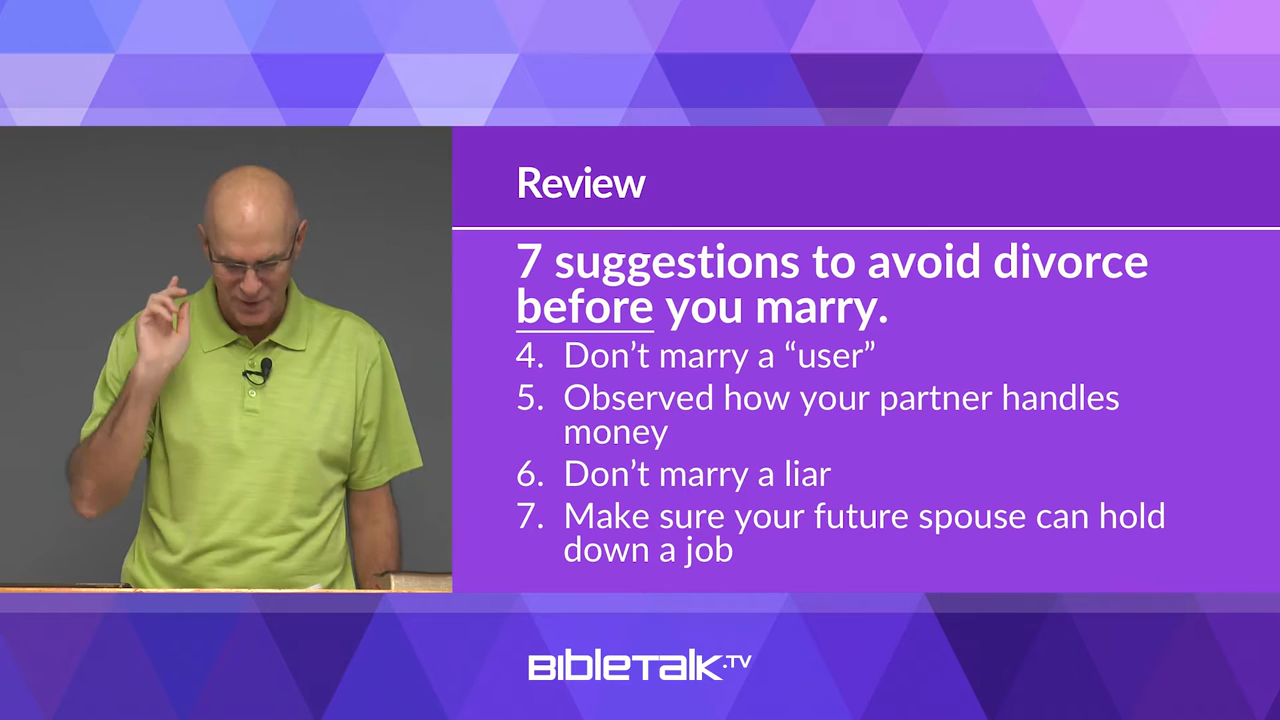 Review
7 suggestions to avoid divorce
before you marry.
4. Don’t marry a “user”
5. Observed how your partner handles
money
6. Don’t marry a liar
7. Make sure your future spouse can hold
down a job
BIBLETALK.TV